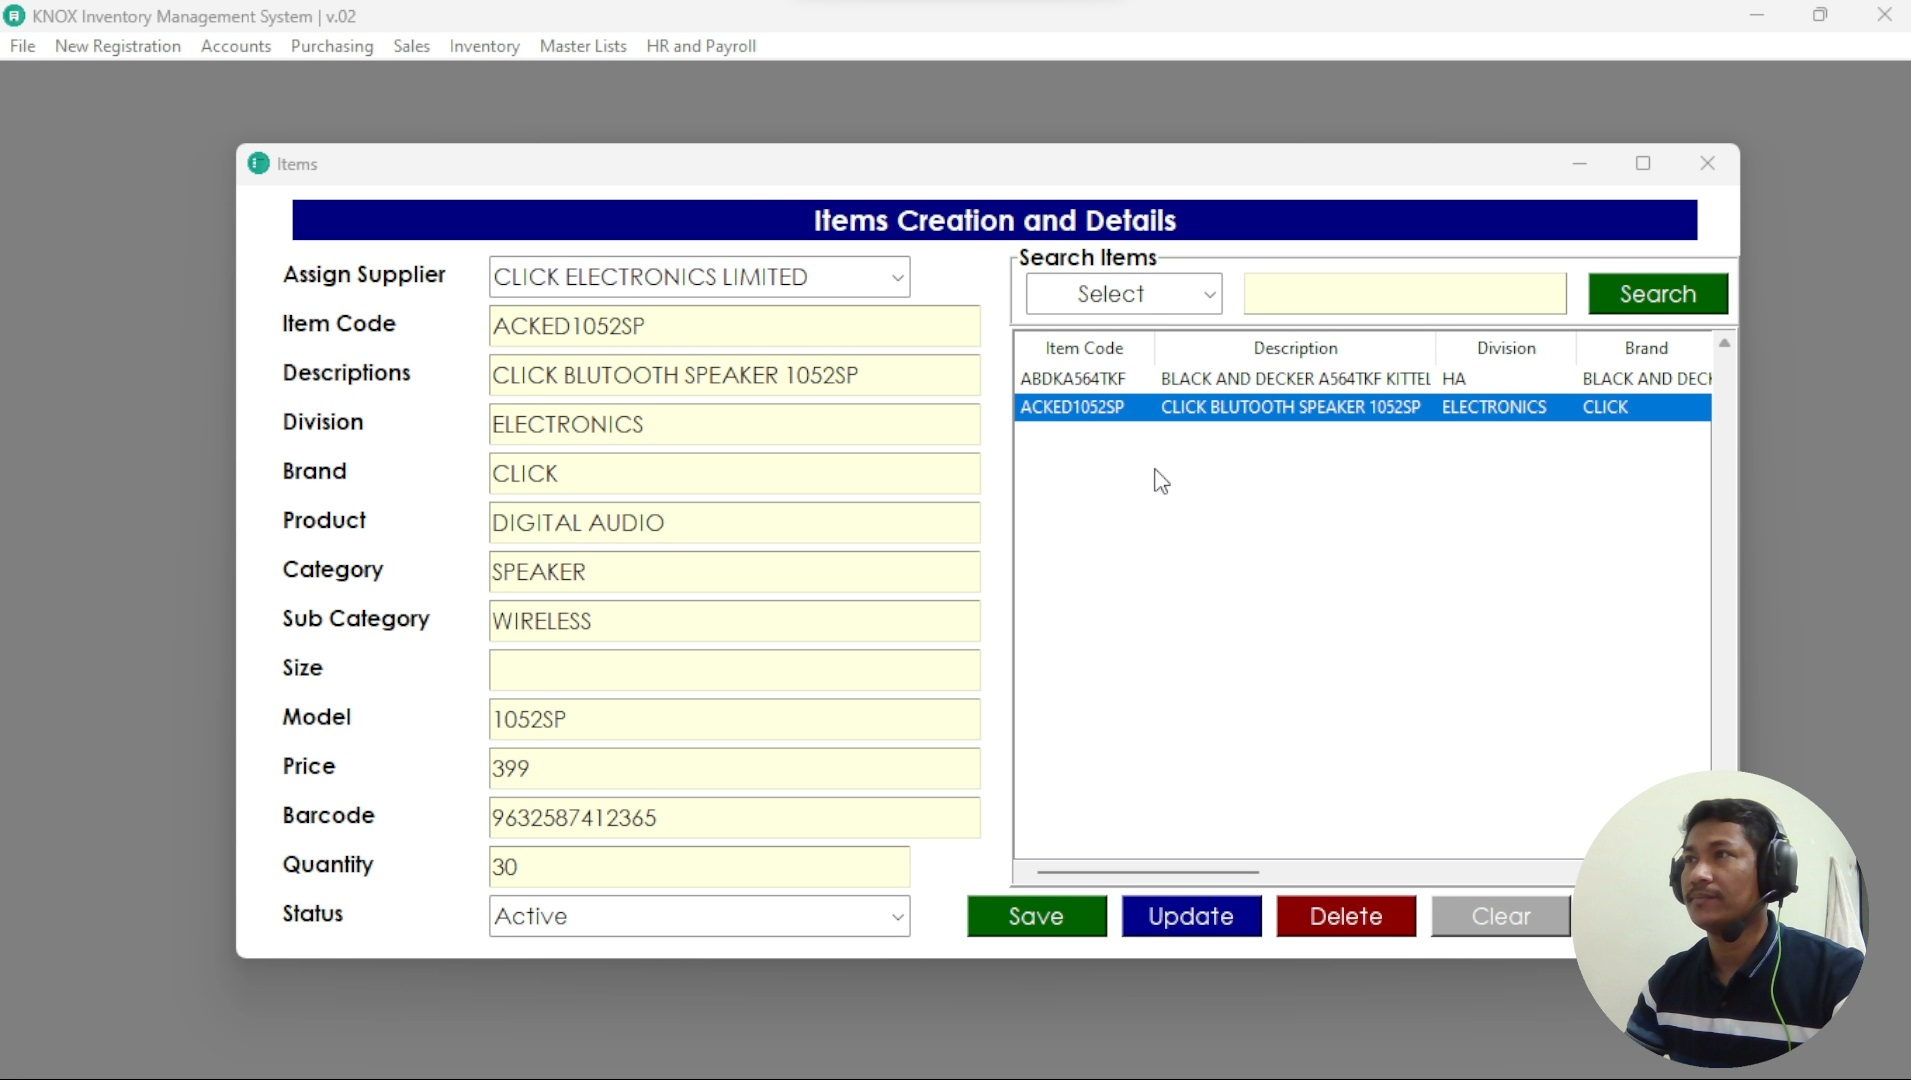 KNOX Inventory Management System | v.02
File New Registration Accounts Purchasing Sales Inventory Master Lists HR and Payroll
Items
Items Creation and Details
Assign Supplier CLICK ELECTRONICS LIMITED
Item Code ACKED1052SP
Descriptions CLICK BLUTOOTH SPEAKER 1052SP
Division ELECTRONICS
Brand CLICK
Product DIGITAL AUDIO
Category SPEAKER
Sub Category WIRELESS
Size
Model 1052SP
Price 399
Barcode 9632587412365
Quantity 30
Status Active
Search Items
Select Search
Item Code Description Division Brand
ABDKA564TKF BLACK AND DECKER A564TKF KITTEL HA BLACK AND DECK
ACKED1052SP CLICK BLUTOOTH SPEAKER 1052SP ELECTRONICS CLICK
Save Update Delete Clear